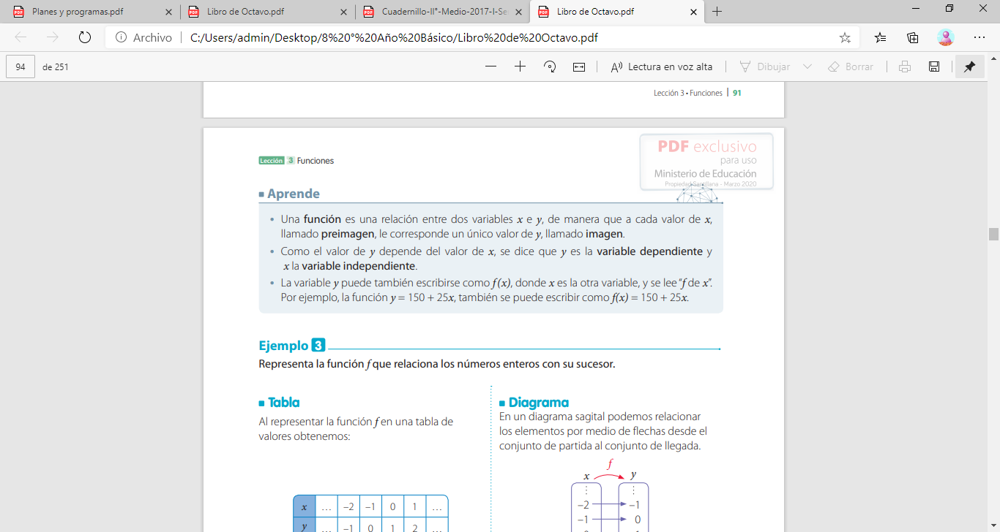 Planes y programas.pdf
Libro de Octavo.pdf
Cuadernillo-II°-Medio-2017-I-Se
Libro de Octavo.pdf
Archivo
C:/Users/admin/Desktop/8%20°%20Año%20Básico/Libro%20de%20Octavo.pdf
94
de 251
Lectura en voz alta
Dibujar
Borrar
Lección 3 • Funciones | 91
PDF exclusivo
para uso
Ministerio de Educación
Propiedad Santillana - Marzo 2020
Lección 3 Funciones
Aprende
• Una función es una relación entre dos variables x e y, de manera que a cada valor de x,
llamado preimagen, le corresponde un único valor de y, llamado imagen.
• Como el valor de y depende del valor de x, se dice que y es la variable dependiente y
x la variable independiente.
• La variable y puede también escribirse como f(x), donde x es la otra variable, y se lee “f de x”.
Por ejemplo, la función y = 150 + 25x, también se puede escribir como f(x) = 150 + 25x.
Ejemplo 3
Representa la función f que relaciona los números enteros con su sucesor.
Tabla
Al representar la función f en una tabla de
valores obtenemos:
x … –2 –1 0 1 …
y … –1 0 1 2 …
Diagrama
En un diagrama sagital podemos relacionar
los elementos por medio de flechas desde el
conjunto de partida al conjunto de llegada.
f
x y
⋮ ⋮
–2 –1
–1 0